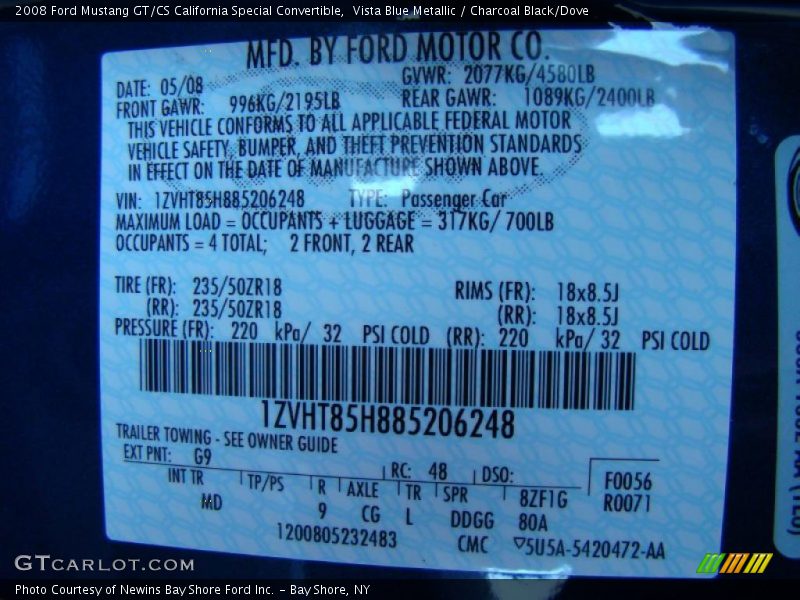 2008 Ford Mustang GT/CS California Special Convertible,  Vista Blue Metallic / Charcoal Black/Dove
MFD. BY FORD MOTOR CO.
DATE: 05/08 GVWR: 2077KG/4580LB
FRONT GAWR: 996KG/2195LB REAR GAWR: 1089KG/2400LB
THIS VEHICLE CONFORMS TO ALL APPLICABLE FEDERAL MOTOR
VEHICLE SAFETY, BUMPER, AND THEFT PREVENTION STANDARDS
IN EFFECT ON THE DATE OF MANUFACTURE SHOWN ABOVE.
VIN: 1ZVHT85H885206248 TYPE: Passenger Car
MAXIMUM LOAD = OCCUPANTS + LUGGAGE = 317KG/ 700LB
OCCUPANTS = 4 TOTAL; 2 FRONT, 2 REAR
TIRE (FR): 235/50ZR18 RIMS (FR): 18x8.5J
(RR): 235/50ZR18 (RR): 18x8.5J
PRESSURE (FR): 220 kPa/ 32 PSI COLD (RR): 220 kPa/ 32 PSI COLD
1ZVHT85H885206248
TRAILER TOWING - SEE OWNER GUIDE
EXT PNT: G9 RC: 48 DSO: F0056
INT TR TP/PS R AXLE TR SPR 8ZF1G R0071
MD 9 CG L DDGG 80A
1200805232483 CMC ▽5U5A-5420472-AA
GTCARLOT.COM
Photo Courtesy of Newins Bay Shore Ford Inc. – Bay Shore, NY